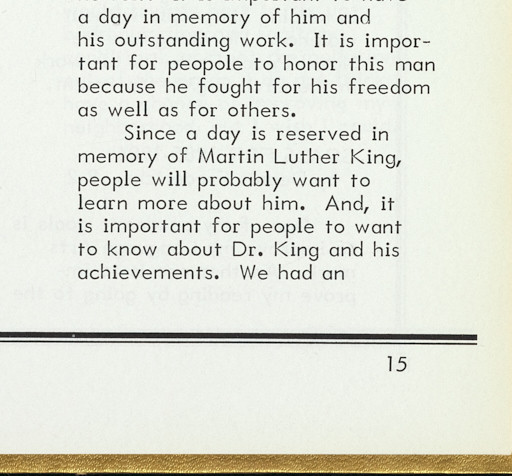 a day in memory of him and
his outstanding work.  It is impor-
tant for peopole to honor this man
because he fought for his freedom
as well as for others.
Since a day is reserved in
memory of Martin Luther King,
people will probably want to
learn more about him.  And, it
is important for people to want
to know about Dr. King and his
achievements.  We had an
15